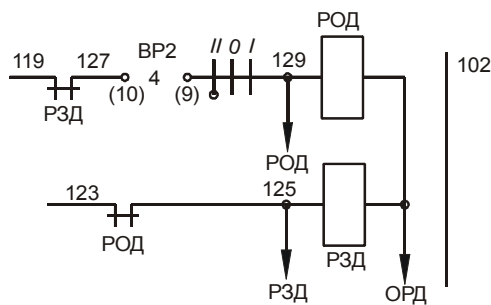 РОД
119 127 ВР2 II 0 I 129 102
(10) 4 (9)
РЗД
РОД
123 125
РОД РЗД РЗД ОРД